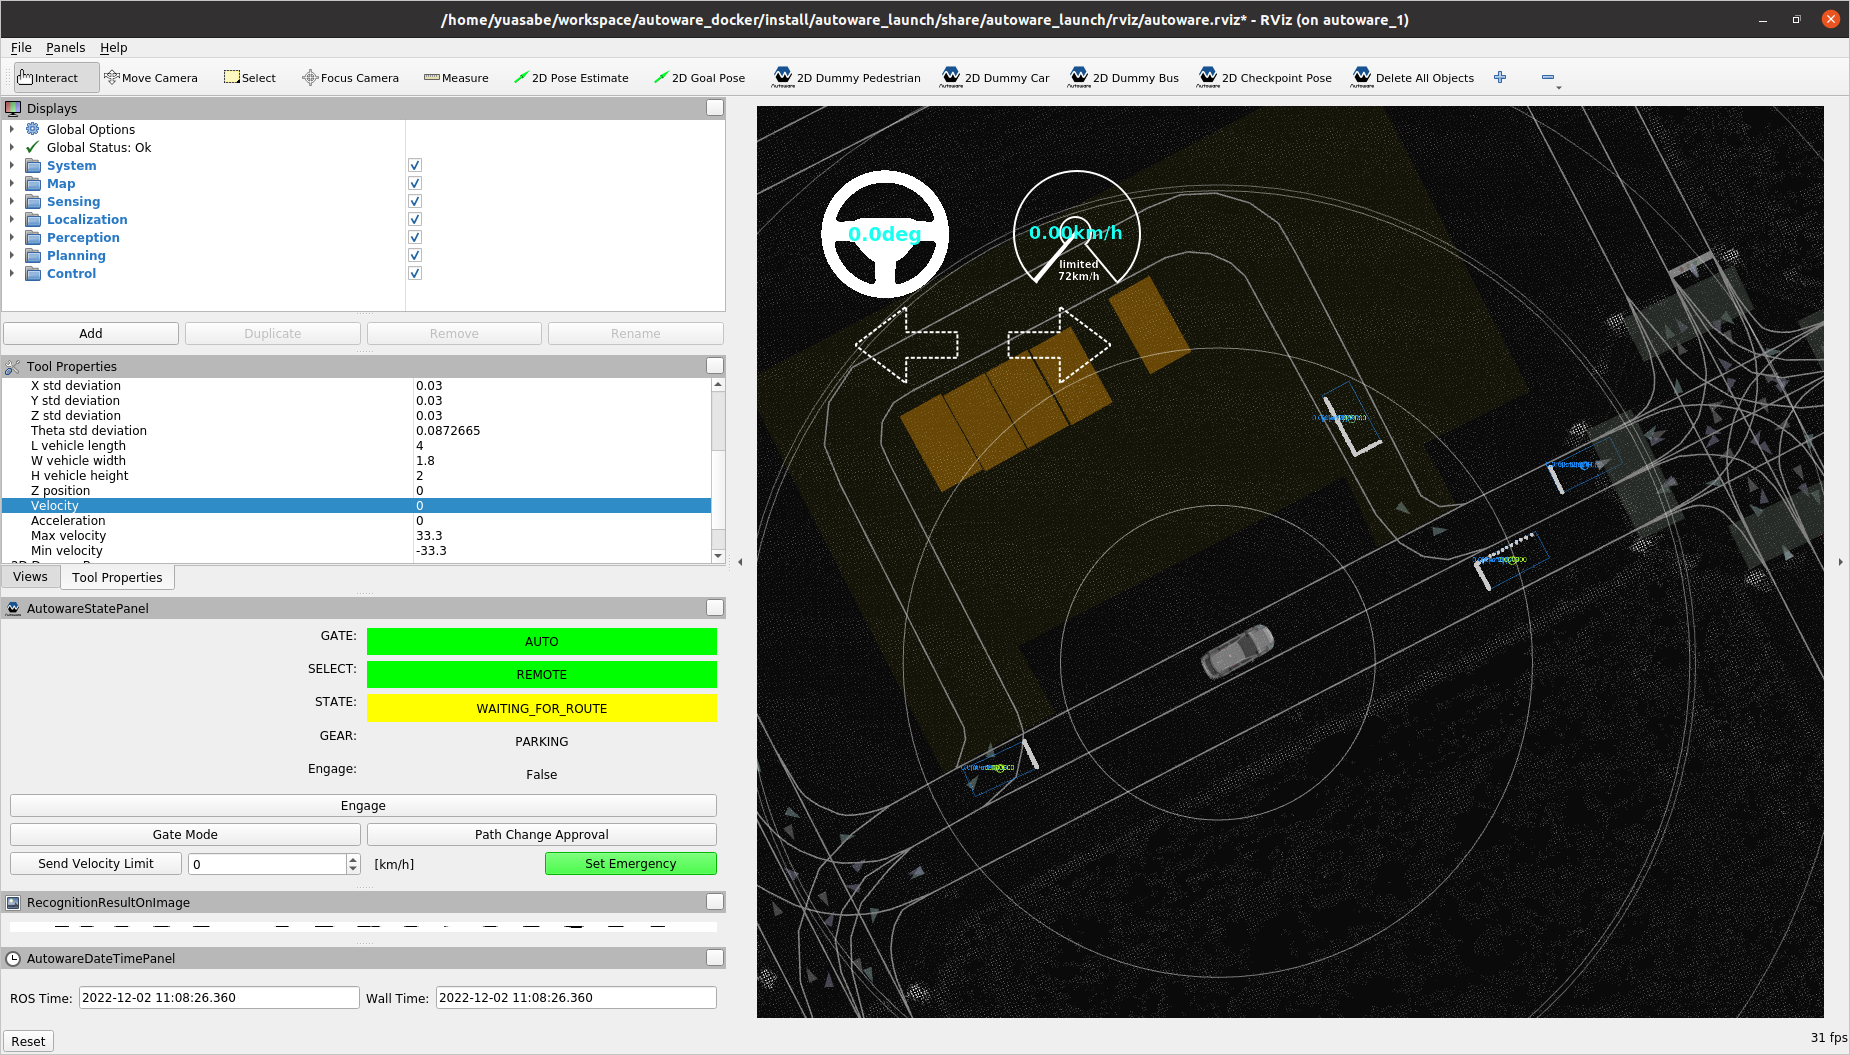 /home/yuasabe/workspace/autoware_docker/install/autoware_launch/share/autoware_launch/rviz/autoware.rviz* - RViz (on autoware_1)
File Panels Help
Interact Move Camera Select Focus Camera Measure 2D Pose Estimate 2D Goal Pose 2D Dummy Pedestrian 2D Dummy Car 2D Dummy Bus 2D Checkpoint Pose Delete All Objects
Autoware Autoware Autoware Autoware Autoware
Displays
Global Options
Global Status: Ok
System
Map
Sensing
Localization
Perception
Planning
Control
Add Duplicate Remove Rename
Tool Properties
X std deviation 0.03
Y std deviation 0.03
Z std deviation 0.03
Theta std deviation 0.0872665
L vehicle length 4
W vehicle width 1.8
H vehicle height 2
Z position 0
Velocity 0
Acceleration 0
Max velocity 33.3
Min velocity -33.3
Views Tool Properties
AutowareStatePanel
GATE: AUTO
SELECT: REMOTE
STATE: WAITING_FOR_ROUTE
GEAR: PARKING
Engage: False
Engage
Gate Mode Path Change Approval
Send Velocity Limit 0 [km/h] Set Emergency
RecognitionResultOnImage
AutowareDateTimePanel
ROS Time: 2022-12-02 11:08:26.360 Wall Time: 2022-12-02 11:08:26.360
Reset
0.0deg
0.00km/h
limited
72km/h
31 fps